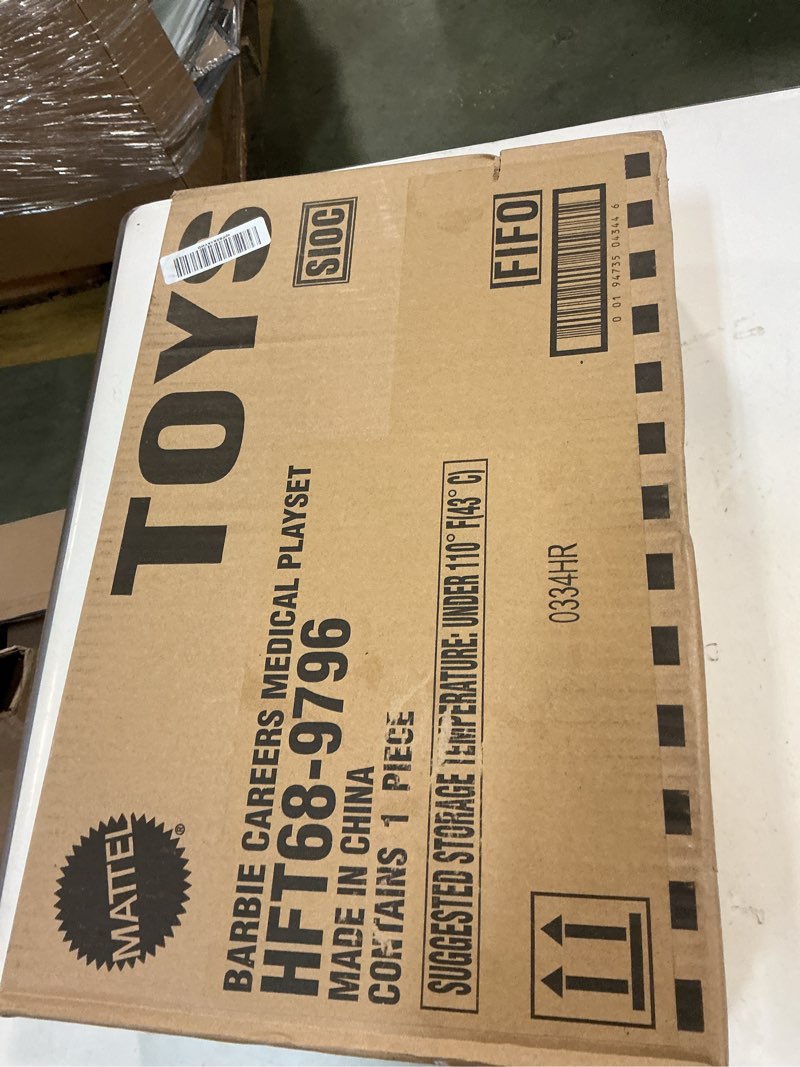 MATTEL®
TOYS
SIOC
BARBIE CAREERS MEDICAL PLAYSET
HFT68-9796
MADE IN CHINA
CONTAINS 1 PIECE
SUGGESTED STORAGE TEMPERATURE: UNDER 110° F(43° C)
FIFO
0334HR
0 01 94735 04344 6